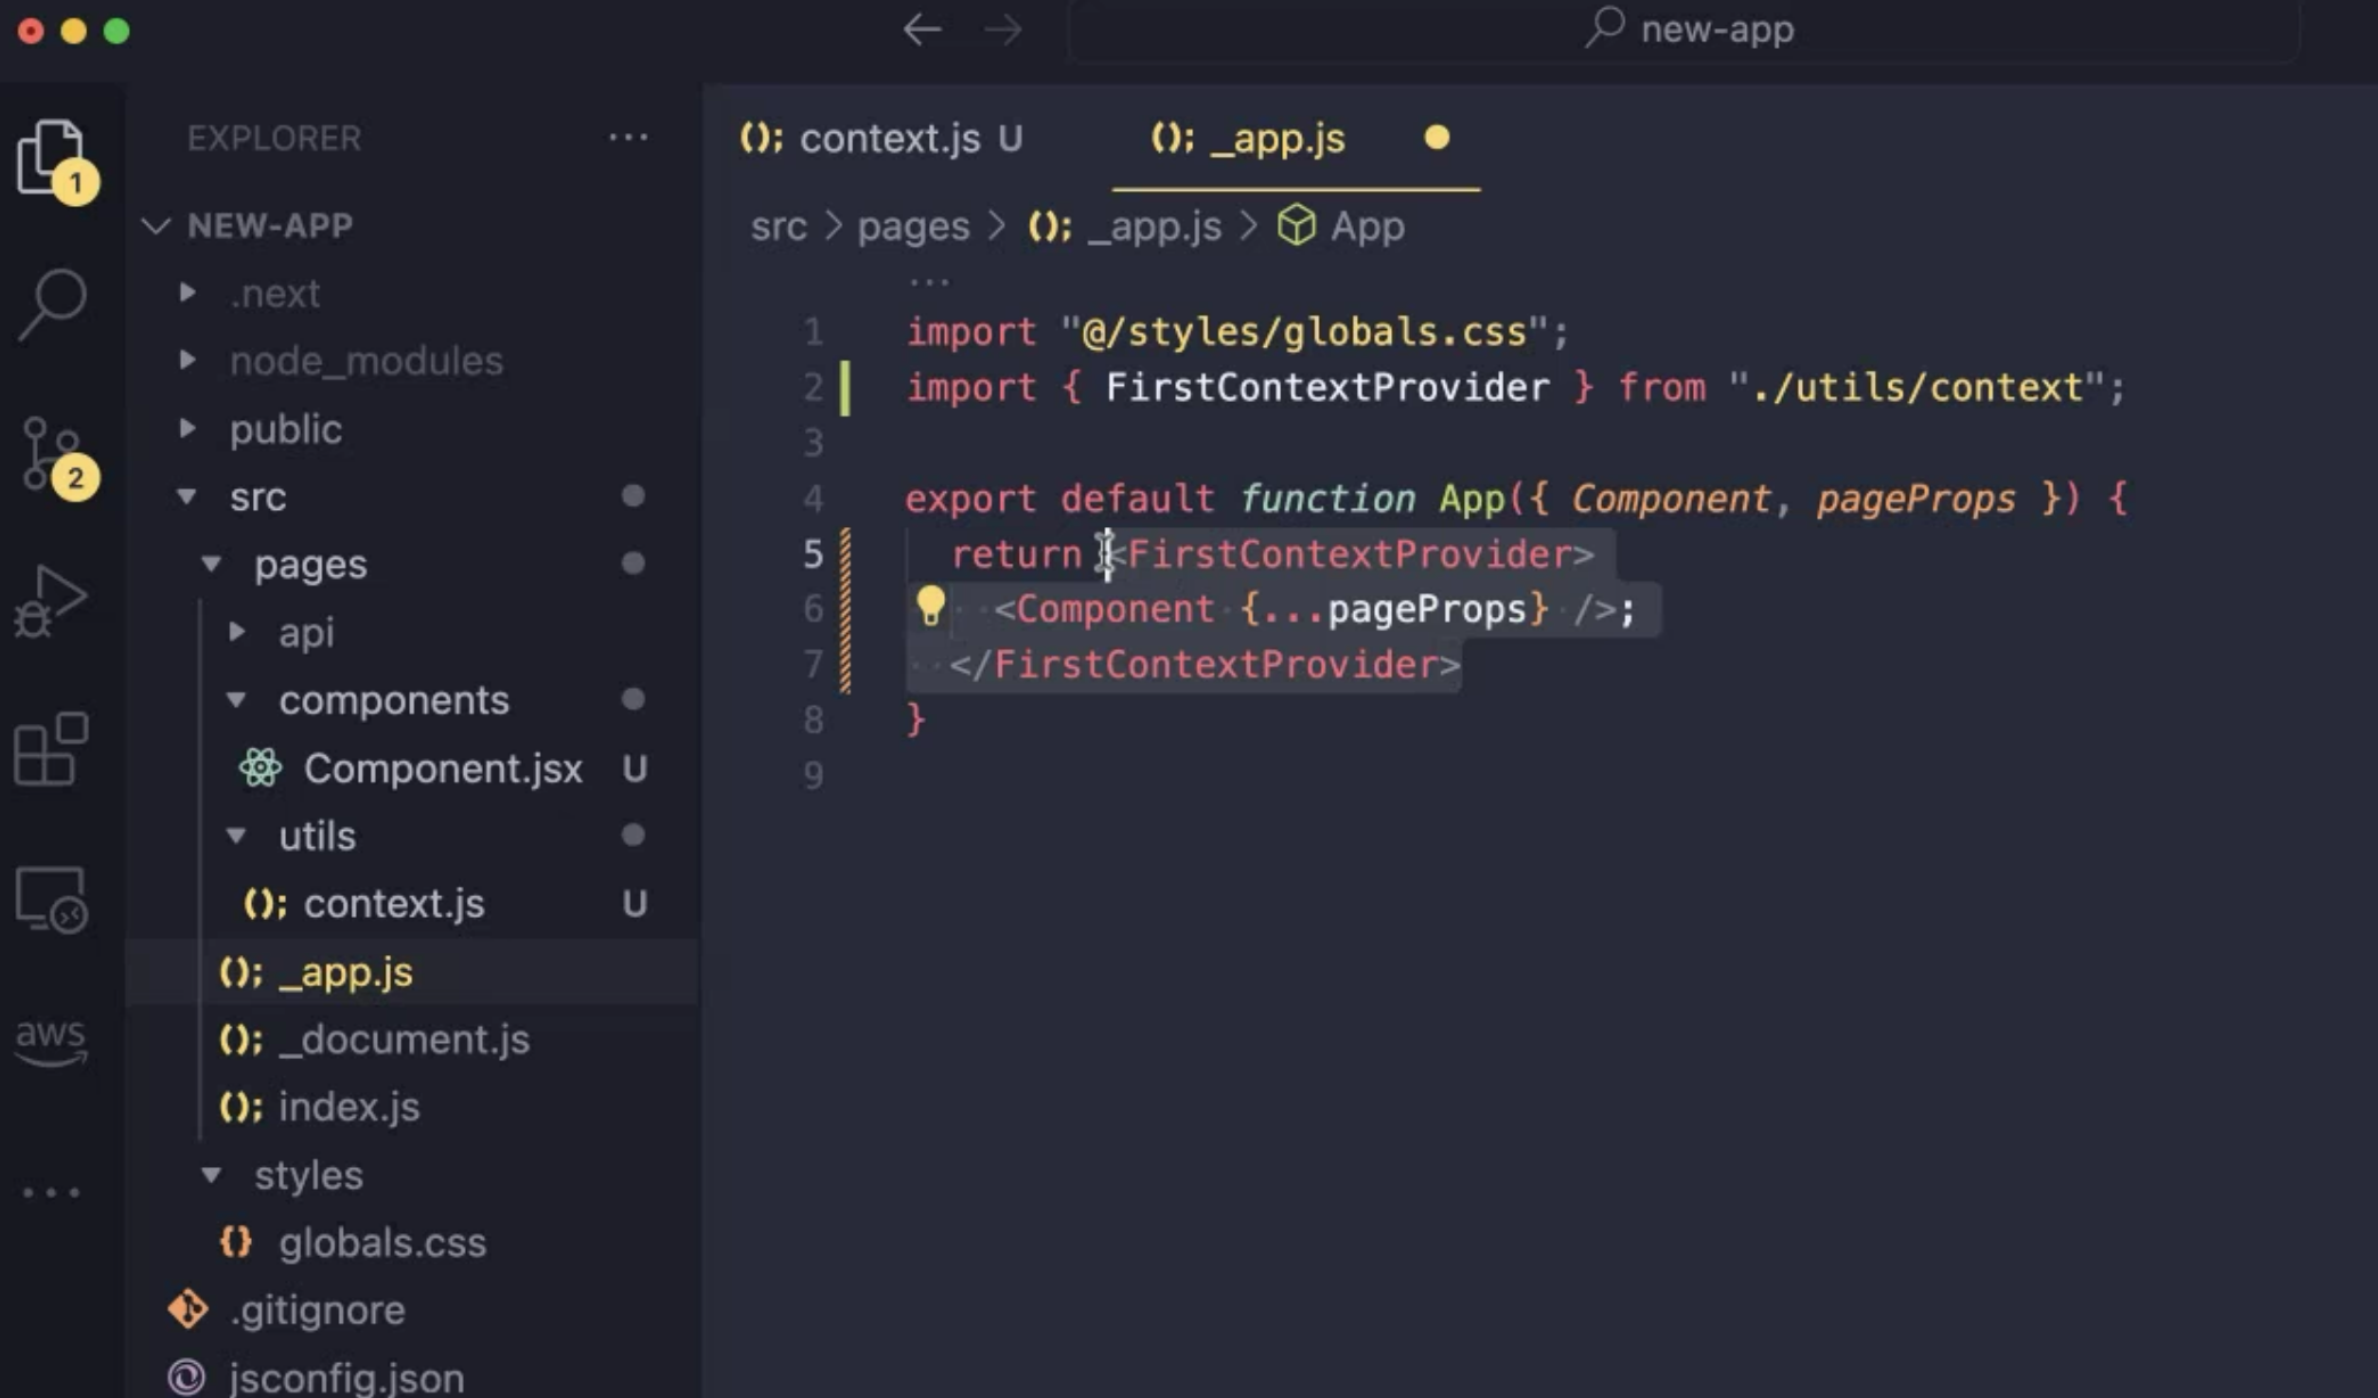 new-app
1
2
aws
EXPLORER
NEW-APP
.next
node_modules
public
src
pages
api
components
Component.jsx U
utils
context.js U
_app.js
_document.js
index.js
styles
globals.css
.gitignore
jsconfig.json
context.js U
_app.js
src > pages > _app.js > App
1 import "@/styles/globals.css";
2 import { FirstContextProvider } from "./utils/context";
3
4 export default function App({ Component, pageProps }) {
5 return <FirstContextProvider>
6 <Component {...pageProps} />;
7 </FirstContextProvider>
8 }
9